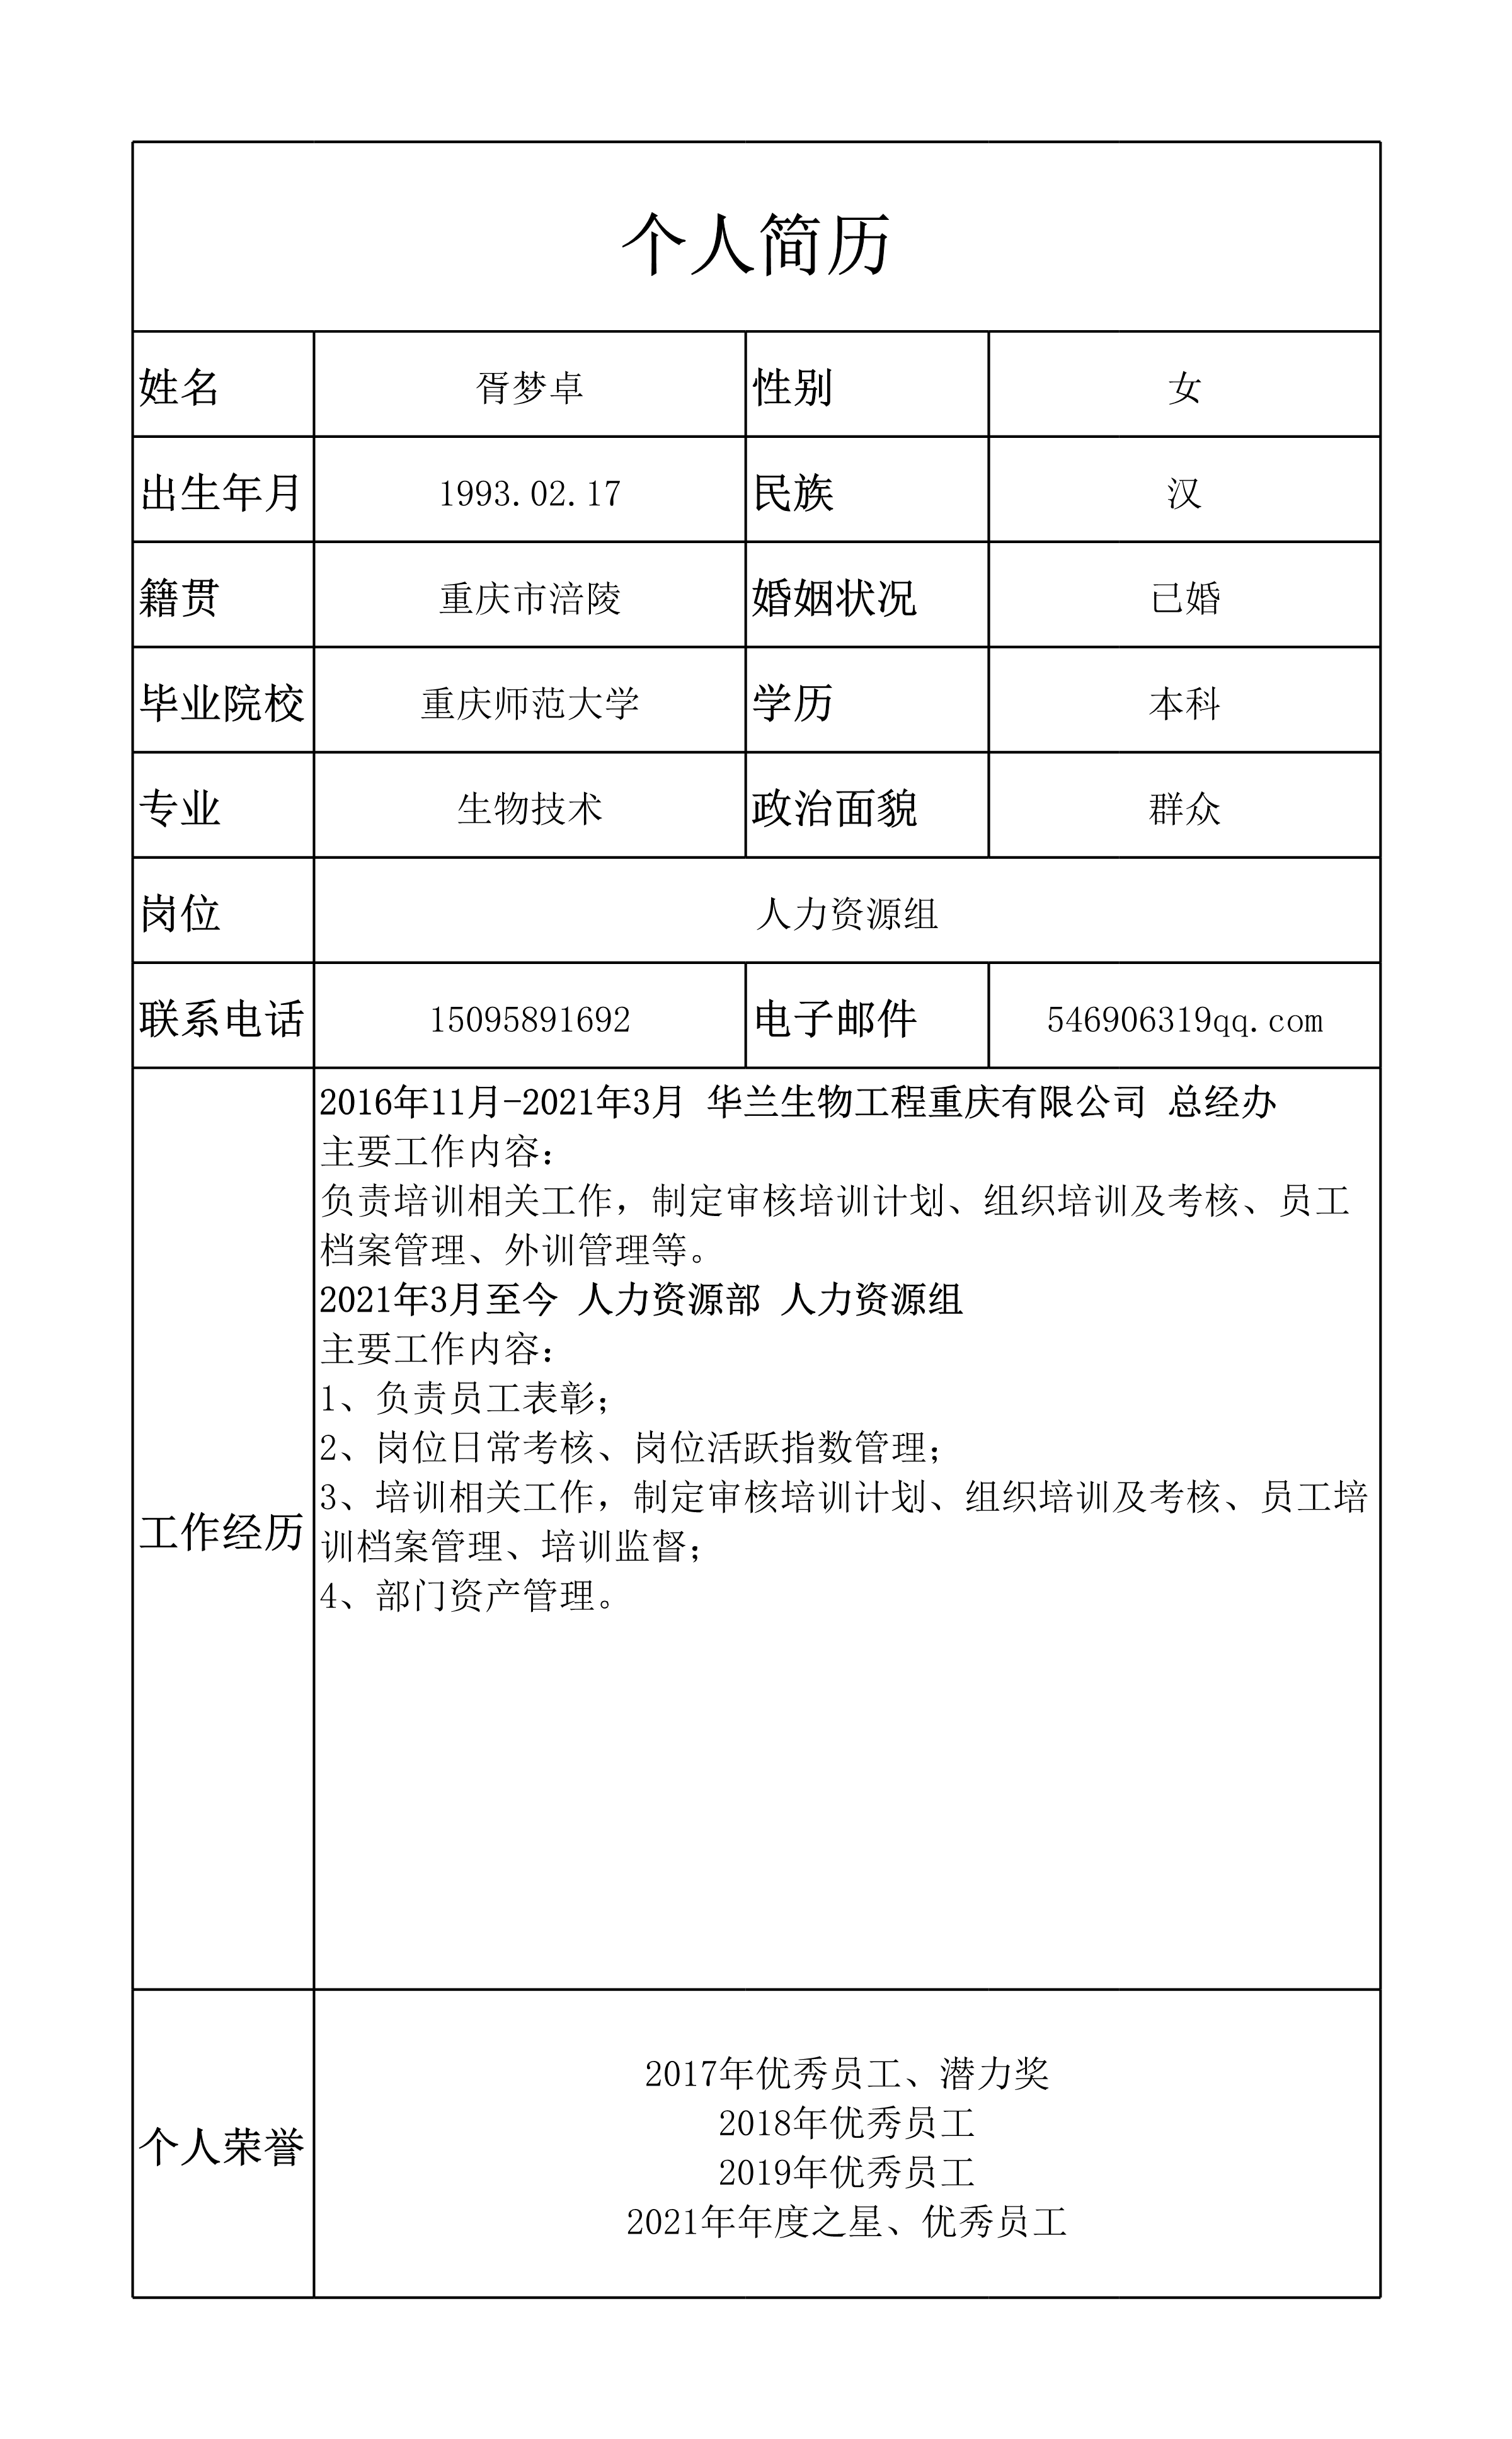 个人简历
姓名 胥梦卓 性别 女
出生年月 1993.02.17 民族 汉
籍贯 重庆市涪陵 婚姻状况 已婚
毕业院校 重庆师范大学 学历 本科
专业 生物技术 政治面貌 群众
岗位 人力资源组
联系电话 15095891692 电子邮件 546906319qq.com
工作经历
2016年11月-2021年3月 华兰生物工程重庆有限公司 总经办
主要工作内容：
负责培训相关工作，制定审核培训计划、组织培训及考核、员工
档案管理、外训管理等。
2021年3月至今 人力资源部 人力资源组
主要工作内容：
1、负责员工表彰；
2、岗位日常考核、岗位活跃指数管理；
3、培训相关工作，制定审核培训计划、组织培训及考核、员工培
训档案管理、培训监督；
4、部门资产管理。
个人荣誉
2017年优秀员工、潜力奖
2018年优秀员工
2019年优秀员工
2021年年度之星、优秀员工